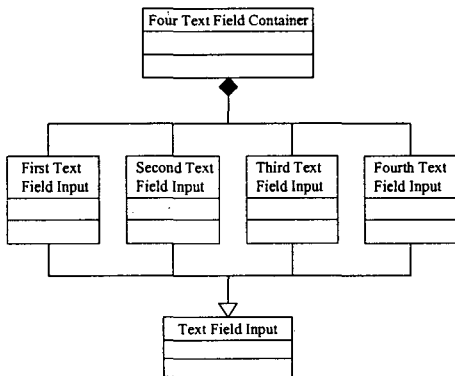 Four Text Field Container
First Text
Field Input
Second Text
Field Input
Third Text
Field Input
Fourth Text
Field Input
Text Field Input